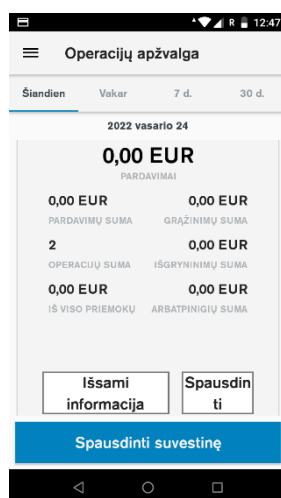 R 12:47
Operacijų apžvalga
Šiandien Vakar 7 d. 30 d.
2022 vasario 24
0,00 EUR
PARDAVIMAI
0,00 EUR 0,00 EUR
PARDAVIMŲ SUMA GRĄŽINIMŲ SUMA
2 0,00 EUR
OPERACIJŲ SUMA IŠGRYNINIMŲ SUMA
0,00 EUR 0,00 EUR
IŠ VISO PRIEMOKŲ ARBATPINIGIŲ SUMA
Išsami Spausdin
informacija ti
Spausdinti suvestinę